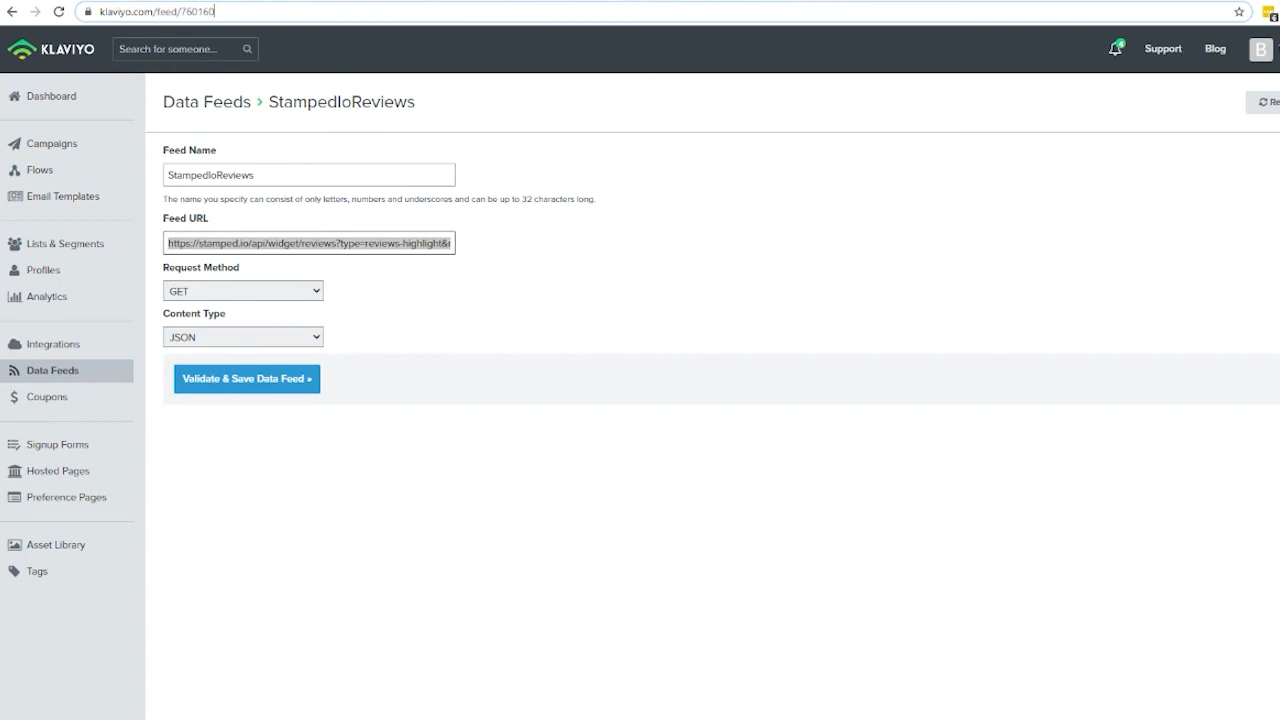 klaviyo.com/feed/760160
6
KLAVIYO
Search for someone...
4
Support
Blog
B
Dashboard
Campaigns
Flows
Email Templates
Lists & Segments
Profiles
Analytics
Integrations
Data Feeds
Coupons
Signup Forms
Hosted Pages
Preference Pages
Asset Library
Tags
Data Feeds › StampedIoReviews
Re
Feed Name
StampedIoReviews
The name you specify can consist of only letters, numbers and underscores and can be up to 32 characters long.
Feed URL
https://stamped.io/api/widget/reviews?type=reviews-highlight&r
Request Method
GET
Content Type
JSON
Validate & Save Data Feed »